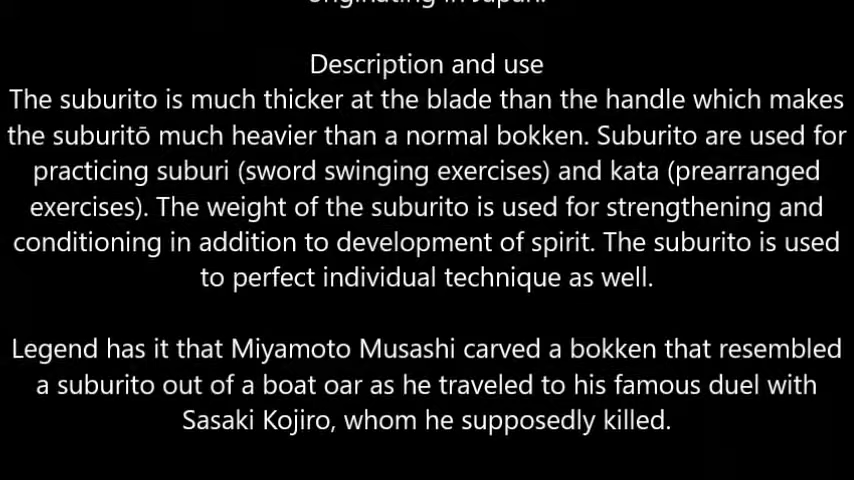 originating in Japan.
Description and use
The suburito is much thicker at the blade than the handle which makes
the suburitō much heavier than a normal bokken. Suburito are used for
practicing suburi (sword swinging exercises) and kata (prearranged
exercises). The weight of the suburito is used for strengthening and
conditioning in addition to development of spirit. The suburito is used
to perfect individual technique as well.
Legend has it that Miyamoto Musashi carved a bokken that resembled
a suburito out of a boat oar as he traveled to his famous duel with
Sasaki Kojiro, whom he supposedly killed.